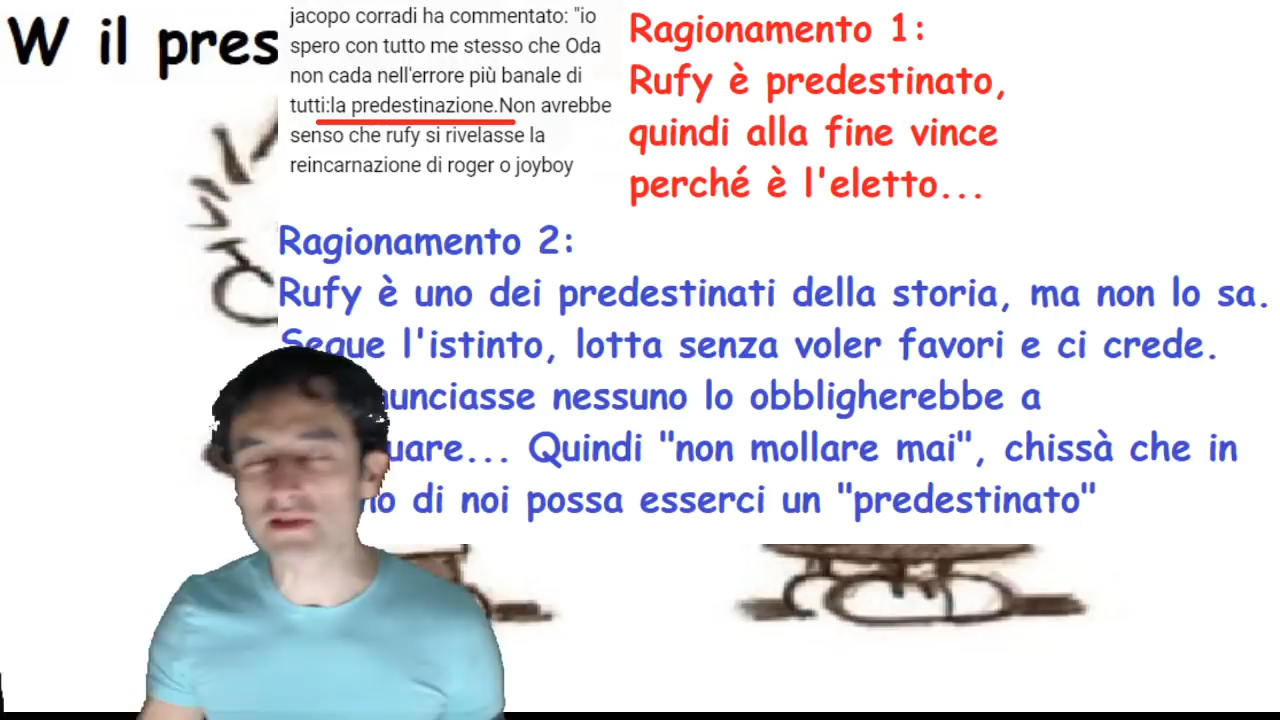 W il pres
jacopo corradi ha commentato: "io
spero con tutto me stesso che Oda
non cada nell'errore più banale di
tutti:la predestinazione.Non avrebbe
senso che rufy si rivelasse la
reincarnazione di roger o joyboy
Ragionamento 1:
Rufy è predestinato,
quindi alla fine vince
perché è l'eletto...
Ragionamento 2:
Rufy è uno dei predestinati della storia, ma non lo sa.
Segue l'istinto, lotta senza voler favori e ci crede.
nunciasse nessuno lo obbligherebbe a
uare... Quindi "non mollare mai", chissà che in
no di noi possa esserci un "predestinato"